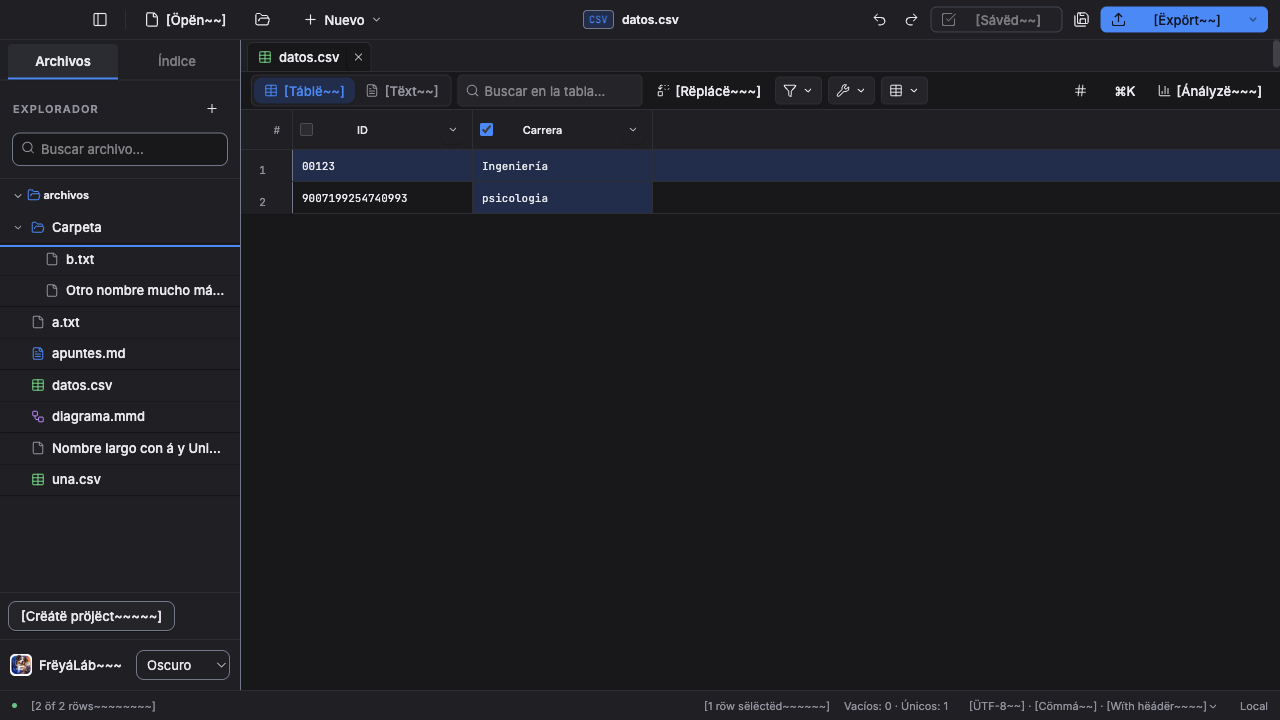 [Öpën~~]
Nuevo
CSV datos.csv
[Sávëd~~]
[Ëxpört~~]
Archivos
Índice
datos.csv
[Táblë~~]
[Tëxt~~]
Buscar en la tabla...
[Rëplácë~~~]
⌘K
[Ánályzë~~~]
EXPLORADOR
Buscar archivo...
# ID Carrera
1 00123 Ingeniería
2 9007199254740993 psicologia
archivos
Carpeta
b.txt
Otro nombre mucho má...
a.txt
apuntes.md
datos.csv
diagrama.mmd
Nombre largo con á y Uni...
una.csv
[Crëátë pröjëct~~~~~]
FrëyáLáb~~~
Oscuro
[2 öf 2 röws~~~~~~~~]
[1 röw sëlëctëd~~~~~~]
Vacíos: 0 · Únicos: 1
[ÜTF-8~~] · [Cömmá~~] · [Wíth hëádër~~~~]
Local